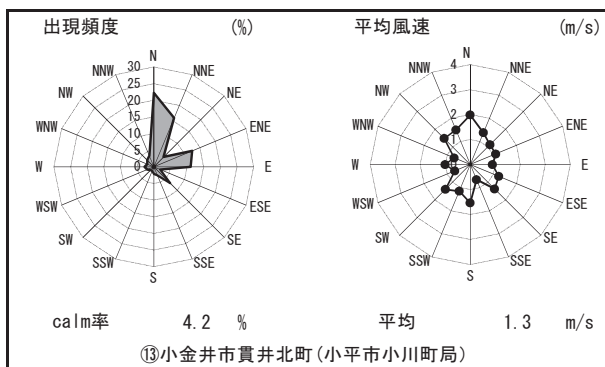 出現頻度 (%)
N
NNE
NE
ENE
E
ESE
SE
SSE
S
SSW
SW
WSW
W
WNW
NW
NNW
30
25
20
15
10
5
0
calm率 4.2 %
平均風速 (m/s)
N
NNE
NE
ENE
E
ESE
SE
SSE
S
SSW
SW
WSW
W
WNW
NW
NNW
4
3
2
1
0
平均 1.3 m/s
⑬小金井市貫井北町(小平市小川町局)